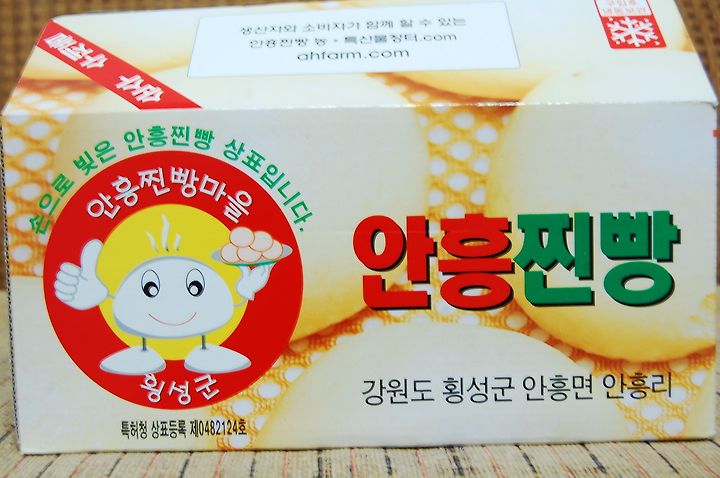 생산자와 소비자가 함께 할 수 있는
안흥찐빵 농·특산물장터.com
ahfarm.com
손으로 빚은 안흥찐빵 상표입니다.
안흥찐빵마을
횡성군
특허청 상표등록 제0482124호
안흥찐빵
강원도 횡성군 안흥면 안흥리